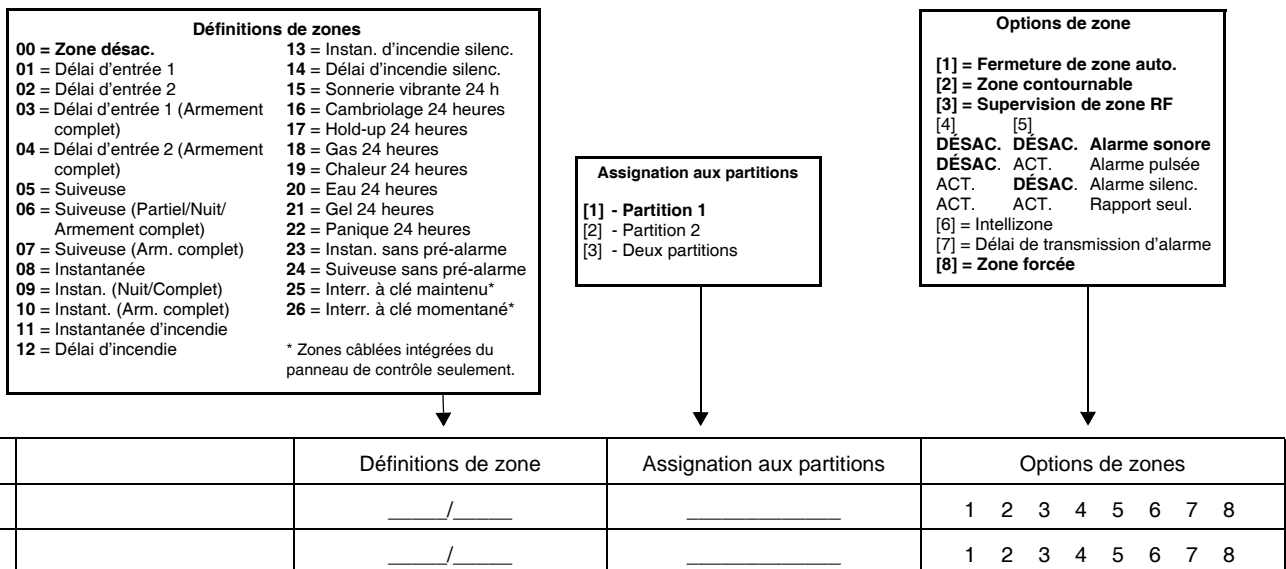 Définitions de zones
00 = Zone désac.
01 = Délai d'entrée 1
02 = Délai d'entrée 2
03 = Délai d'entrée 1 (Armement
complet)
04 = Délai d'entrée 2 (Armement
complet)
05 = Suiveuse
06 = Suiveuse (Partiel/Nuit/
Armement complet)
07 = Suiveuse (Arm. complet)
08 = Instantanée
09 = Instan. (Nuit/Complet)
10 = Instant. (Arm. complet)
11 = Instantanée d'incendie
12 = Délai d'incendie
13 = Instan. d'incendie silenc.
14 = Délai d'incendie silenc.
15 = Sonnerie vibrante 24 h
16 = Cambriolage 24 heures
17 = Hold-up 24 heures
18 = Gas 24 heures
19 = Chaleur 24 heures
20 = Eau 24 heures
21 = Gel 24 heures
22 = Panique 24 heures
23 = Instan. sans pré-alarme
24 = Suiveuse sans pré-alarme
25 = Interr. à clé maintenu*
26 = Interr. à clé momentané*
* Zones câblées intégrées du
panneau de contrôle seulement.
Assignation aux partitions
[1] - Partition 1
[2] - Partition 2
[3] - Deux partitions
Options de zone
[1] = Fermeture de zone auto.
[2] = Zone contournable
[3] = Supervision de zone RF
[4] [5]
DÉSAC. DÉSAC. Alarme sonore
DÉSAC. ACT. Alarme pulsée
ACT. DÉSAC. Alarme silenc.
ACT. ACT. Rapport seul.
[6] = Intellizone
[7] = Délai de transmission d'alarme
[8] = Zone forcée
Définitions de zone Assignation aux partitions Options de zones
_____/_____ _____________ 1 2 3 4 5 6 7 8
_____/_____ _____________ 1 2 3 4 5 6 7 8